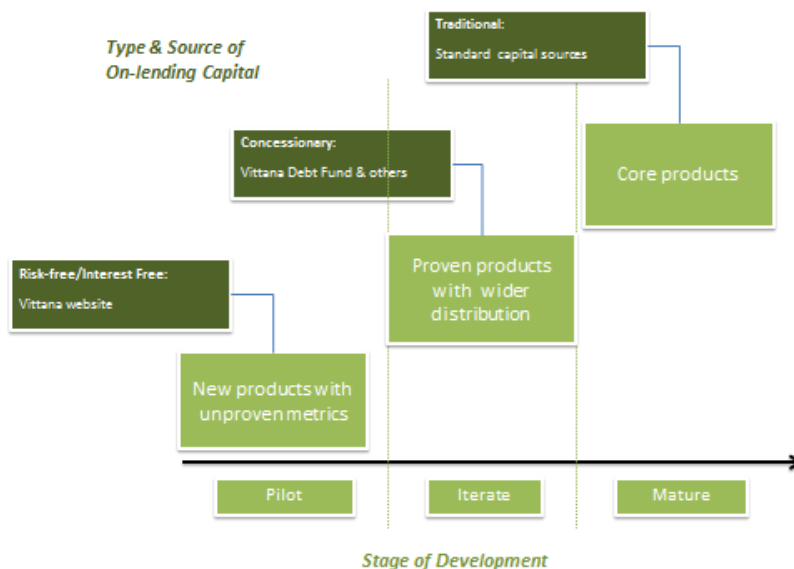 Type & Source of
On-lending Capital
Traditional:
Standard capital sources
Core products
Concessionary:
Vittana Debt Fund & others
Proven products
with wider
distribution
Risk-free/Interest Free:
Vittana website
New products with
unproven metrics
Pilot
Iterate
Mature
Stage of Development